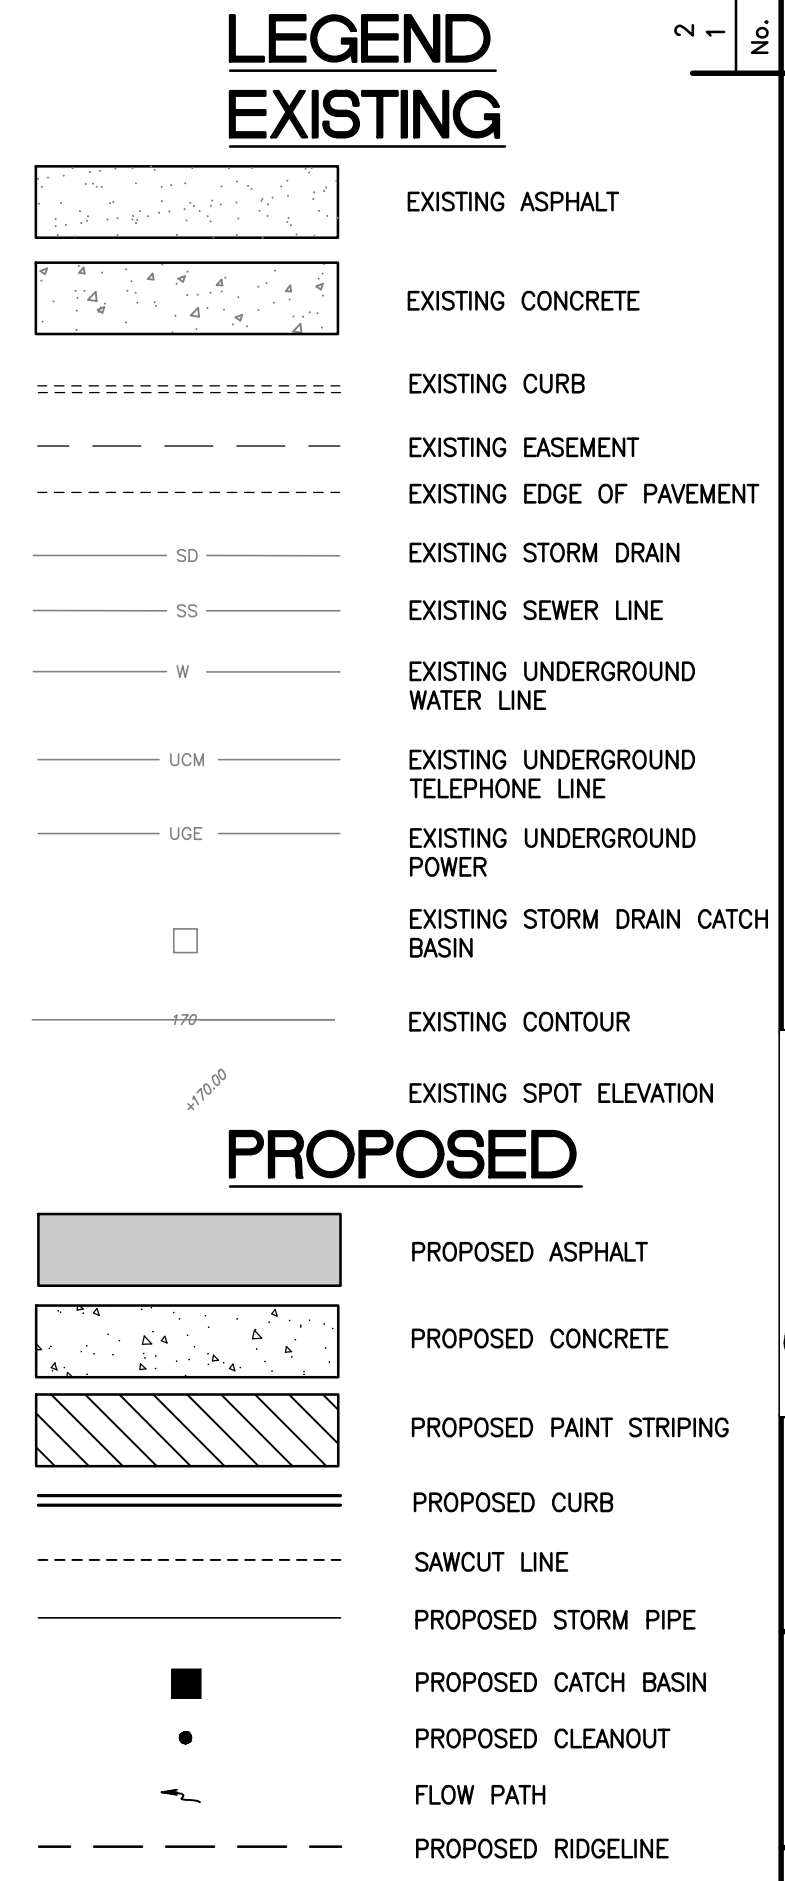 LEGEND
2
1
No.
EXISTING
EXISTING ASPHALT
EXISTING CONCRETE
EXISTING CURB
EXISTING EASEMENT
EXISTING EDGE OF PAVEMENT
SD EXISTING STORM DRAIN
SS EXISTING SEWER LINE
W EXISTING UNDERGROUND
WATER LINE
UCM EXISTING UNDERGROUND
TELEPHONE LINE
UGE EXISTING UNDERGROUND
POWER
EXISTING STORM DRAIN CATCH
BASIN
170 EXISTING CONTOUR
+170.00 EXISTING SPOT ELEVATION
PROPOSED
PROPOSED ASPHALT
PROPOSED CONCRETE
PROPOSED PAINT STRIPING
PROPOSED CURB
SAWCUT LINE
PROPOSED STORM PIPE
PROPOSED CATCH BASIN
PROPOSED CLEANOUT
FLOW PATH
PROPOSED RIDGELINE